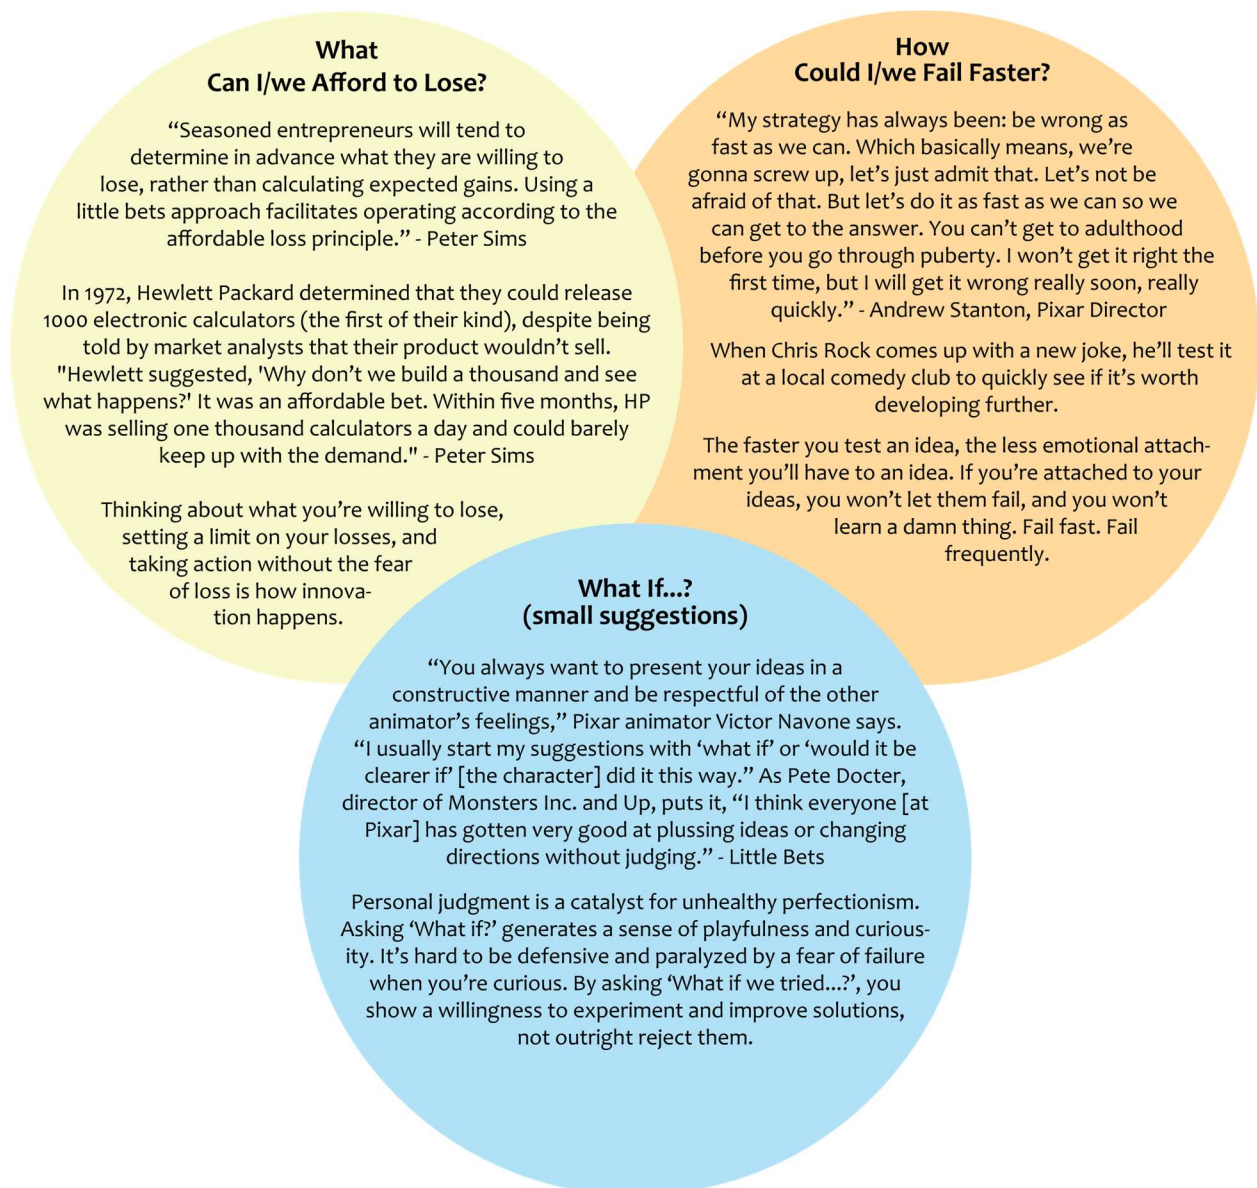 What
Can I/we Afford to Lose?
“Seasoned entrepreneurs will tend to
determine in advance what they are willing to
lose, rather than calculating expected gains. Using a
little bets approach facilitates operating according to the
affordable loss principle.” - Peter Sims
In 1972, Hewlett Packard determined that they could release
1000 electronic calculators (the first of their kind), despite being
told by market analysts that their product wouldn’t sell.
"Hewlett suggested, 'Why don’t we build a thousand and see
what happens?' It was an affordable bet. Within five months, HP
was selling one thousand calculators a day and could barely
keep up with the demand." - Peter Sims
Thinking about what you’re willing to lose,
setting a limit on your losses, and
taking action without the fear
of loss is how innova-
tion happens.
How
Could I/we Fail Faster?
“My strategy has always been: be wrong as
fast as we can. Which basically means, we’re
gonna screw up, let’s just admit that. Let’s not be
afraid of that. But let’s do it as fast as we can so we
can get to the answer. You can’t get to adulthood
before you go through puberty. I won’t get it right the
first time, but I will get it wrong really soon, really
quickly.” - Andrew Stanton, Pixar Director
When Chris Rock comes up with a new joke, he’ll test it
at a local comedy club to quickly see if it’s worth
developing further.
The faster you test an idea, the less emotional attach-
ment you’ll have to an idea. If you’re attached to your
ideas, you won’t let them fail, and you won’t
learn a damn thing. Fail fast. Fail
frequently.
What If...?
(small suggestions)
“You always want to present your ideas in a
constructive manner and be respectful of the other
animator’s feelings,” Pixar animator Victor Navone says.
“I usually start my suggestions with ‘what if’ or ‘would it be
clearer if’ [the character] did it this way.” As Pete Docter,
director of Monsters Inc. and Up, puts it, “I think everyone [at
Pixar] has gotten very good at plussing ideas or changing
directions without judging.” - Little Bets
Personal judgment is a catalyst for unhealthy perfectionism.
Asking ‘What if?’ generates a sense of playfulness and curious-
ity. It’s hard to be defensive and paralyzed by a fear of failure
when you’re curious. By asking ‘What if we tried...?’, you
show a willingness to experiment and improve solutions,
not outright reject them.